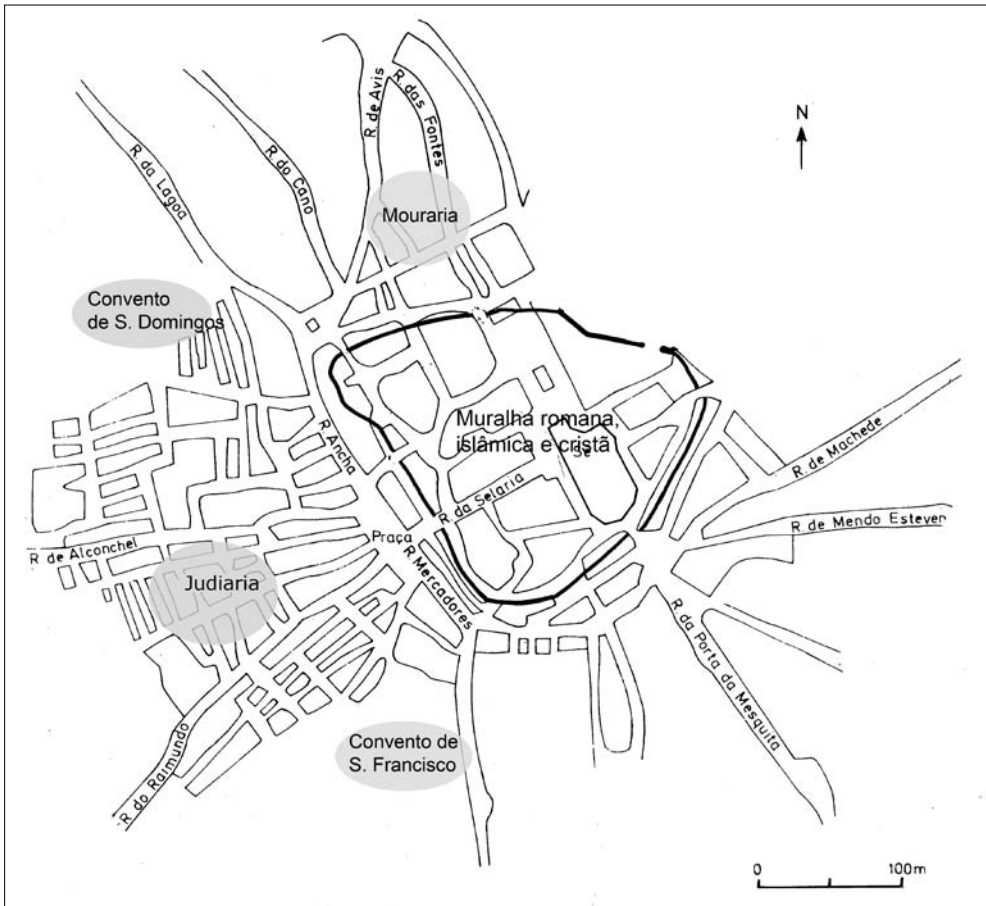 R. de Avis
R. das Fontes
N
R. do Cano
R. da Lagoa
Mouraria
Convento
de S. Domingos
Muralha romana,
islâmica e cristã
Sé
R. Ancha
R. da Selaria
R. de Machede
R. de Mendo Estever
Praça
R. de Alconchel
R. Mercadores
Judiaria
R. da Porta da Mesquita
Convento de
S. Francisco
R. do Raimundo
0 100m